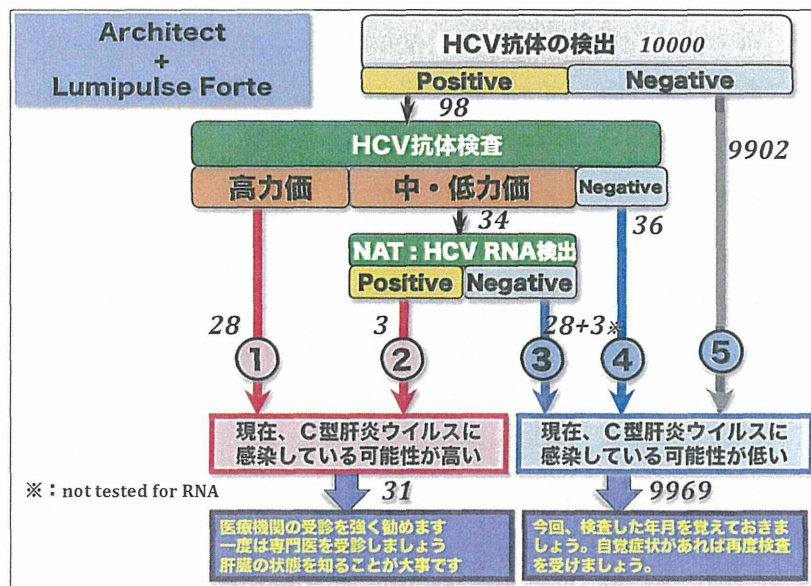 Architect
+
Lumipulse Forte
HCV抗体の検出 10000
Positive Negative
98
9902
HCV抗体検査
高力価 中・低力価 Negative
34 36
NAT：HCV RNA検出
Positive Negative
28 3 28+3※
① ② ③ ④ ⑤
現在、C型肝炎ウイルスに
感染している可能性が高い
現在、C型肝炎ウイルスに
感染している可能性が低い
※：not tested for RNA
31 9969
医療機関の受診を強く勧めます
一度は専門医を受診しましょう
肝臓の状態を知ることが大事です
今回、検査した年月を覚えておきま
しょう。自覚症状があれば再度検査
を受けましょう。